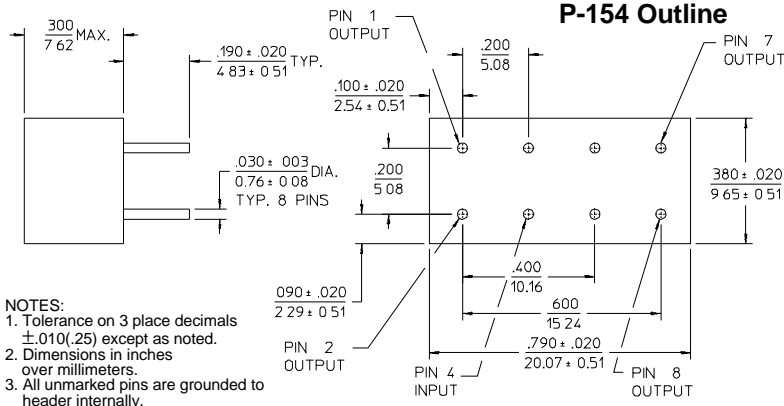 P-154 Outline
.300
7.62 MAX.
.190 ± .020
4.83 ± 0.51 TYP.
PIN 1
OUTPUT
.200
5.08
PIN 7
OUTPUT
.100 ± .020
2.54 ± 0.51
.030 ± .003
0.76 ± 0.08 DIA.
TYP. 8 PINS
.200
5.08
.380 ± .020
9.65 ± 0.51
.400
10.16
.090 ± .020
2.29 ± 0.51
.600
15.24
PIN 2
OUTPUT
.790 ± .020
20.07 ± 0.51
PIN 4
INPUT
PIN 8
OUTPUT
NOTES:
1. Tolerance on 3 place decimals
±.010(.25) except as noted.
2. Dimensions in inches
over millimeters.
3. All unmarked pins are grounded to
header internally.